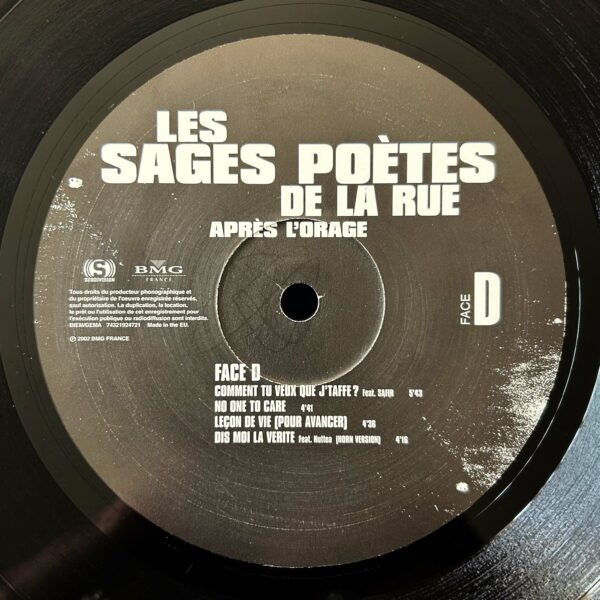 LES
SAGES POÈTES
DE LA RUE
APRÈS L'ORAGE
S
SUBDIVISION
BMG
FRANCE
Tous droits du producteur phonographique et
du propriétaire de l'œuvre enregistrée réservés,
sauf autorisation. La duplication, la location,
le prêt ou l'utilisation de cet enregistrement pour
l'exécution publique ou radiodiffusion sont interdits.
BIEM/GEMA 74321924721 Made in the EU.
℗ 2002 BMG FRANCE
FACE D
FACE D
COMMENT TU VEUX QUE J'TAFFE ? Feat. SAFIR 5'43
NO ONE TO CARE 4'41
LEÇON DE VIE (POUR AVANCER) 4'38
DIS MOI LA VERITE Feat. Nuttea (HORN VERSION) 4'16